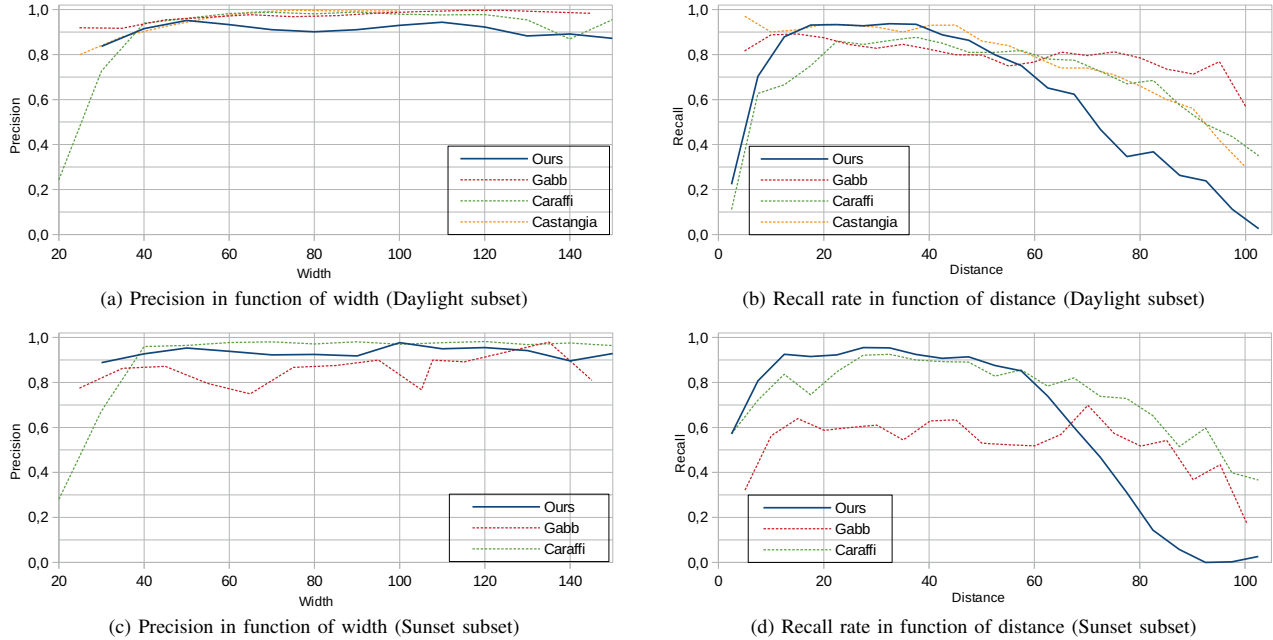 1,0
0,8
0,6
0,4
0,2
0,0
Precision
20 40 60 80 100 120 140
Width
Ours
Gabb
Caraffi
Castangia
(a) Precision in function of width (Daylight subset)
1,0
0,8
0,6
0,4
0,2
0,0
Recall
0 20 40 60 80 100
Distance
Ours
Gabb
Caraffi
Castangia
(b) Recall rate in function of distance (Daylight subset)
1,0
0,8
0,6
0,4
0,2
0,0
Precision
20 40 60 80 100 120 140
Width
Ours
Gabb
Caraffi
(c) Precision in function of width (Sunset subset)
1,0
0,8
0,6
0,4
0,2
0,0
Recall
0 20 40 60 80 100
Distance
Ours
Gabb
Caraffi
(d) Recall rate in function of distance (Sunset subset)